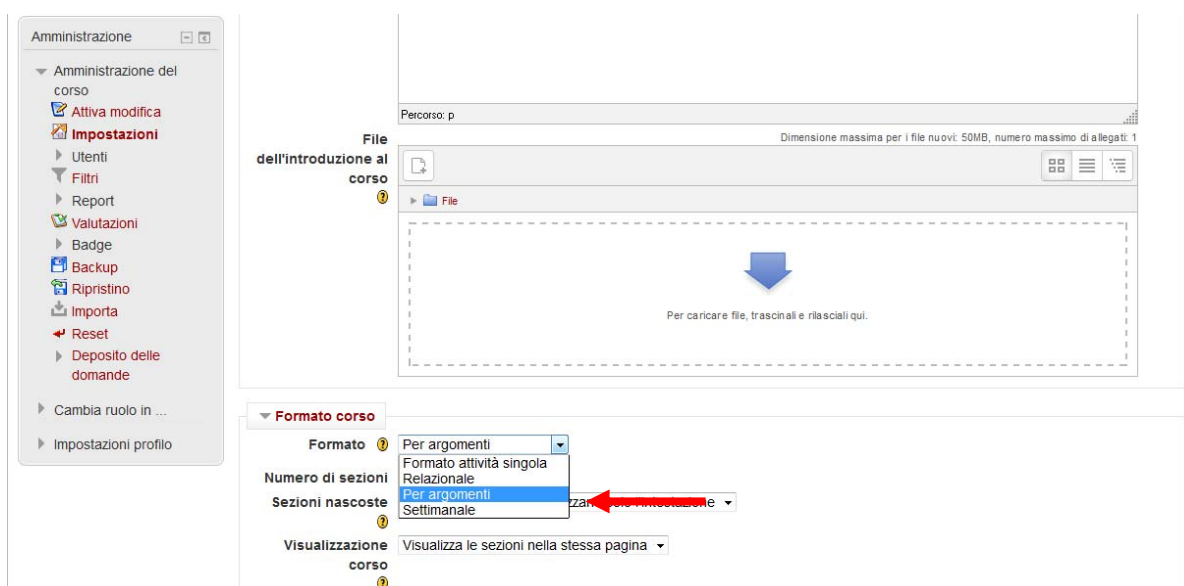 Amministrazione
Amministrazione del
corso
Attiva modifica
Impostazioni
Utenti
Filtri
Report
Valutazioni
Badge
Backup
Ripristino
Importa
Reset
Deposito delle
domande
Cambia ruolo in ...
Impostazioni profilo
Percorso: p
Dimensione massima per i file nuovi: 50MB, numero massimo di allegati: 1
File
dell'introduzione al
corso
File
Per caricare file, trascinali e rilasciali qui.
Formato corso
Formato Per argomenti
Formato attività singola
Numero di sezioni Relazionale
Sezioni nascoste Per argomenti
Settimanale
Visualizzazione Visualizza le sezioni nella stessa pagina
corso